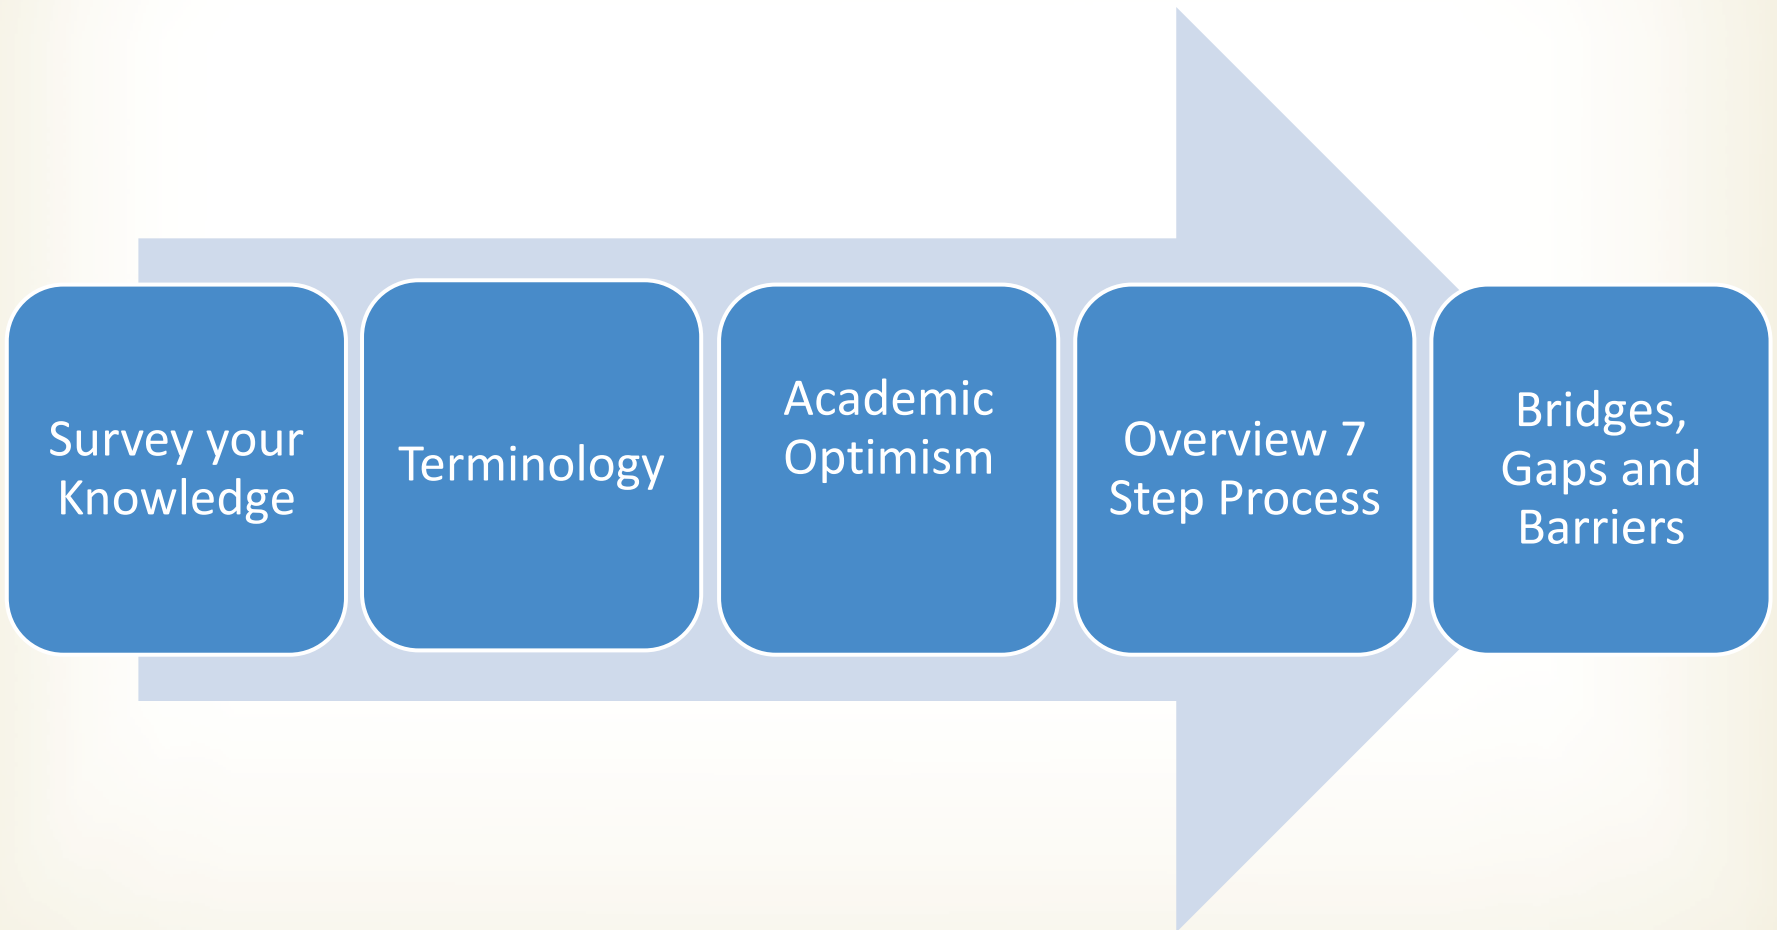 Survey your
Knowledge
Terminology
Academic
Optimism
Overview 7
Step Process
Bridges,
Gaps and
Barriers